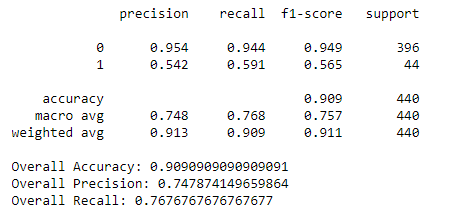 precision recall f1-score support
0 0.954 0.944 0.949 396
1 0.542 0.591 0.565 44
accuracy 0.909 440
macro avg 0.748 0.768 0.757 440
weighted avg 0.913 0.909 0.911 440
Overall Accuracy: 0.9090909090909091
Overall Precision: 0.747874149659864
Overall Recall: 0.7676767676767677